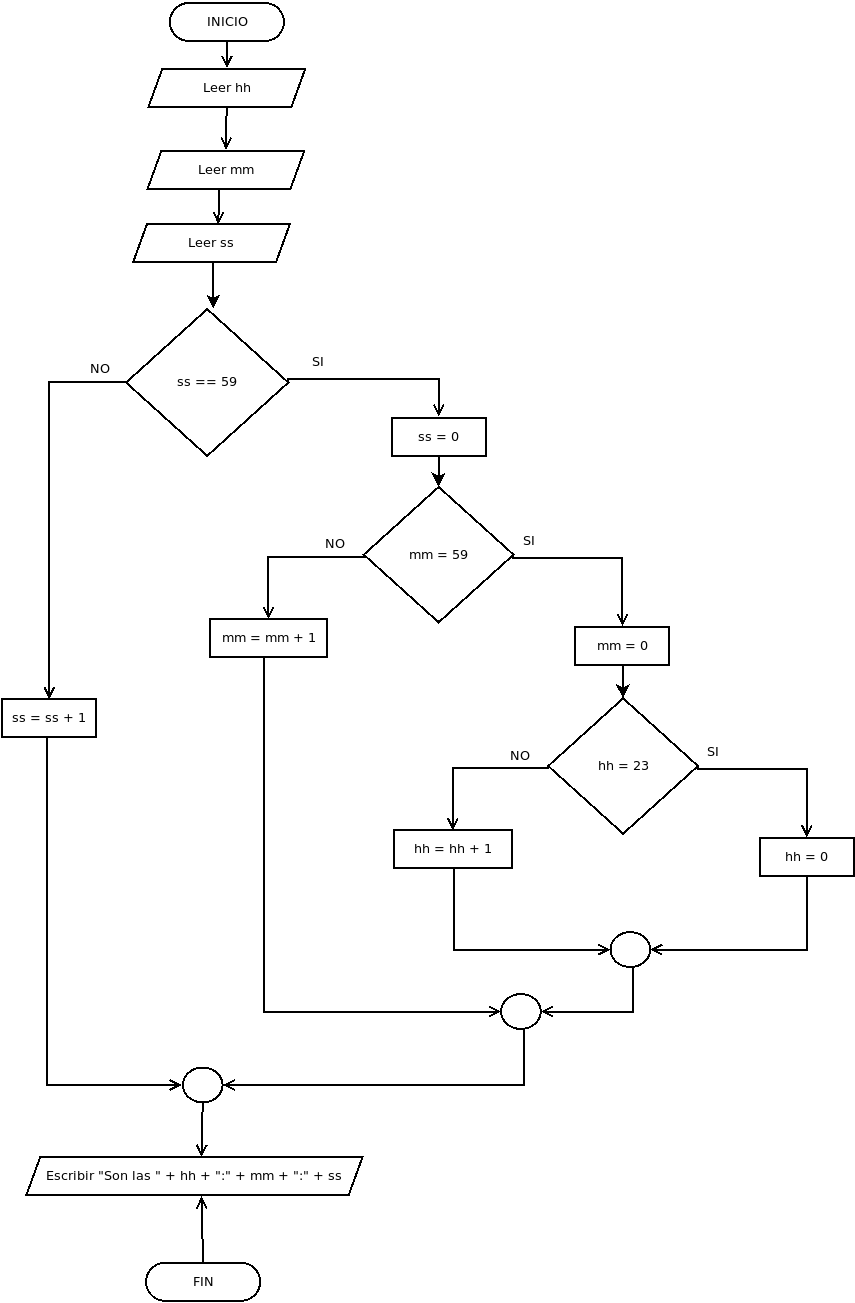 INICIO
Leer hh
Leer mm
Leer ss
ss == 59
NO
SI
ss = 0
mm = 59
NO
SI
mm = mm + 1
mm = 0
ss = ss + 1
hh = 23
NO
SI
hh = hh + 1
hh = 0
Escribir "Son las " + hh + ":" + mm + ":" + ss
FIN